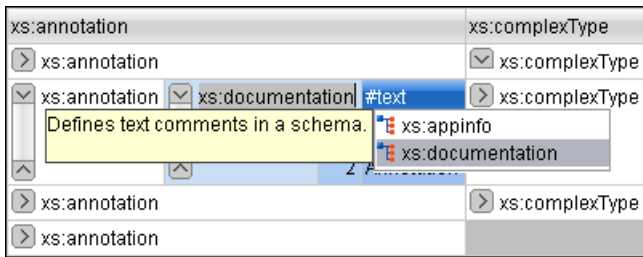 xs:annotation xs:complexType
xs:annotation xs:complexType
xs:annotation xs:documentation #text xs:complexType
Defines text comments in a schema. xs:appinfo
xs:documentation
2
xs:annotation xs:complexType
xs:annotation